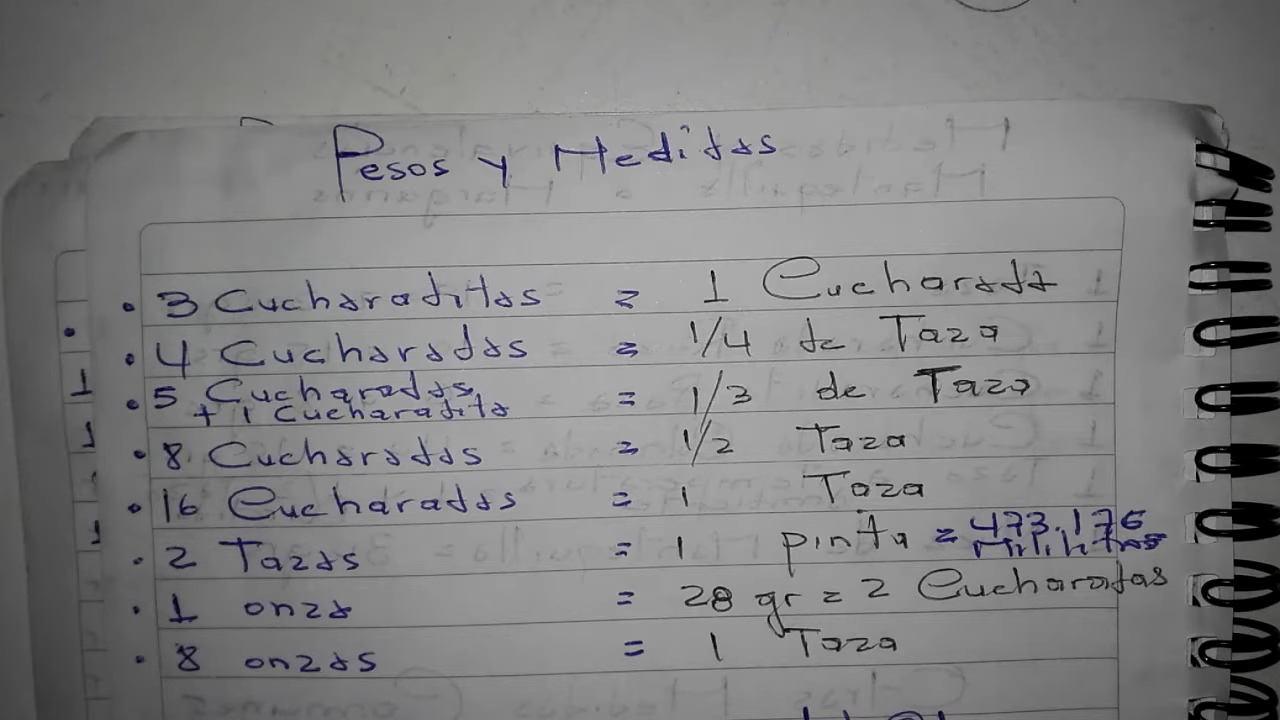 Pesos y Medidas
• 3 Cucharaditas = 1 Cucharada
• 4 Cucharadas = 1/4 de Taza
• 5 Cucharadas + 1 Cucharadita = 1/3 de Taza
• 8 Cucharadas = 1/2 Taza
• 16 Cucharadas = 1 Taza
• 2 Tazas = 1 pinta = 473.176 Mililitros
• 1 onza = 28 gr = 2 Cucharadas
• 8 onzas = 1 Taza